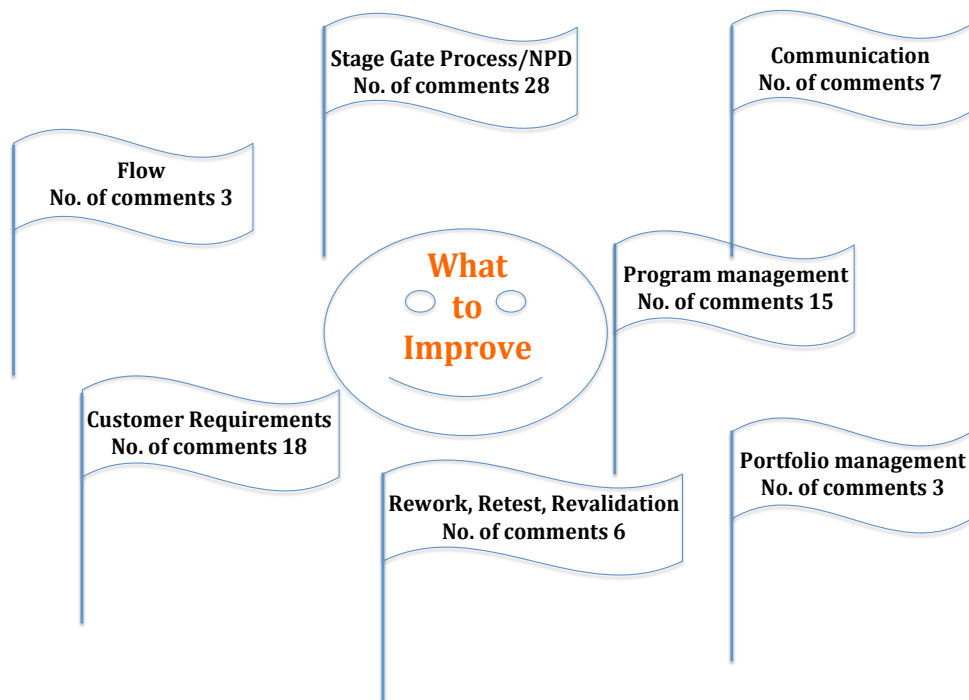 Stage Gate Process/NPD
No. of comments 28
Communication
No. of comments 7
Flow
No. of comments 3
What
to
Improve
Program management
No. of comments 15
Customer Requirements
No. of comments 18
Portfolio management
No. of comments 3
Rework, Retest, Revalidation
No. of comments 6